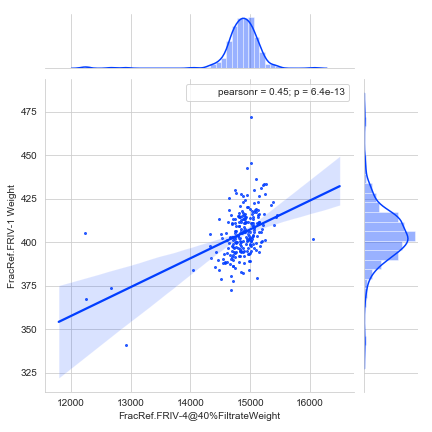 pearsonr = 0.45; p = 6.4e-13
475
450
425
400
375
350
325
FracRef.FRIV-1 Weight
12000 13000 14000 15000 16000
FracRef.FRIV-4@40%FiltrateWeight